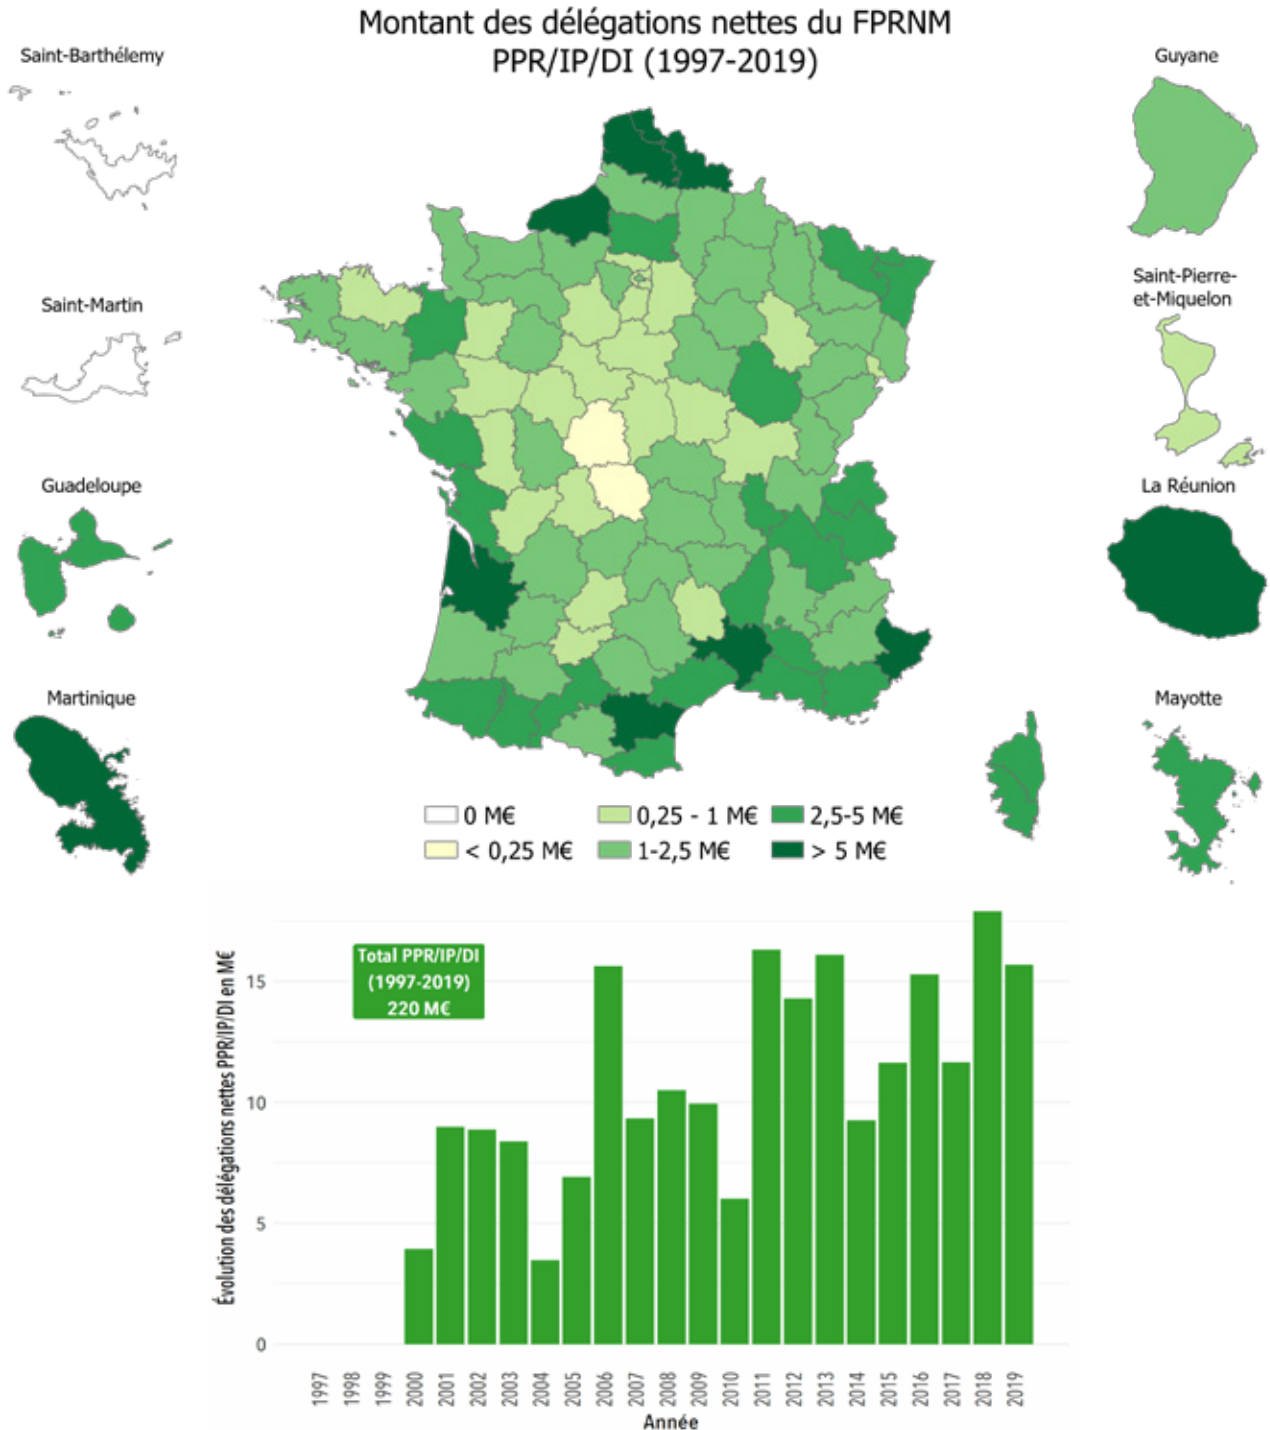 Montant des délégations nettes du FPRNM
PPR/IP/DI (1997-2019)
Saint-Barthélemy
Guyane
Saint-Martin
Saint-Pierre-
et-Miquelon
Guadeloupe
La Réunion
Martinique
Mayotte
0 M€
0,25 - 1 M€
2,5-5 M€
< 0,25 M€
1-2,5 M€
> 5 M€
Évolution des délégations nettes PPR/IP/DI en M€
Total PPR/IP/DI
(1997-2019)
220 M€
15
10
5
0
1997
1998
1999
2000
2001
2002
2003
2004
2005
2006
2007
2008
2009
2010
2011
2012
2013
2014
2015
2016
2017
2018
2019
Année